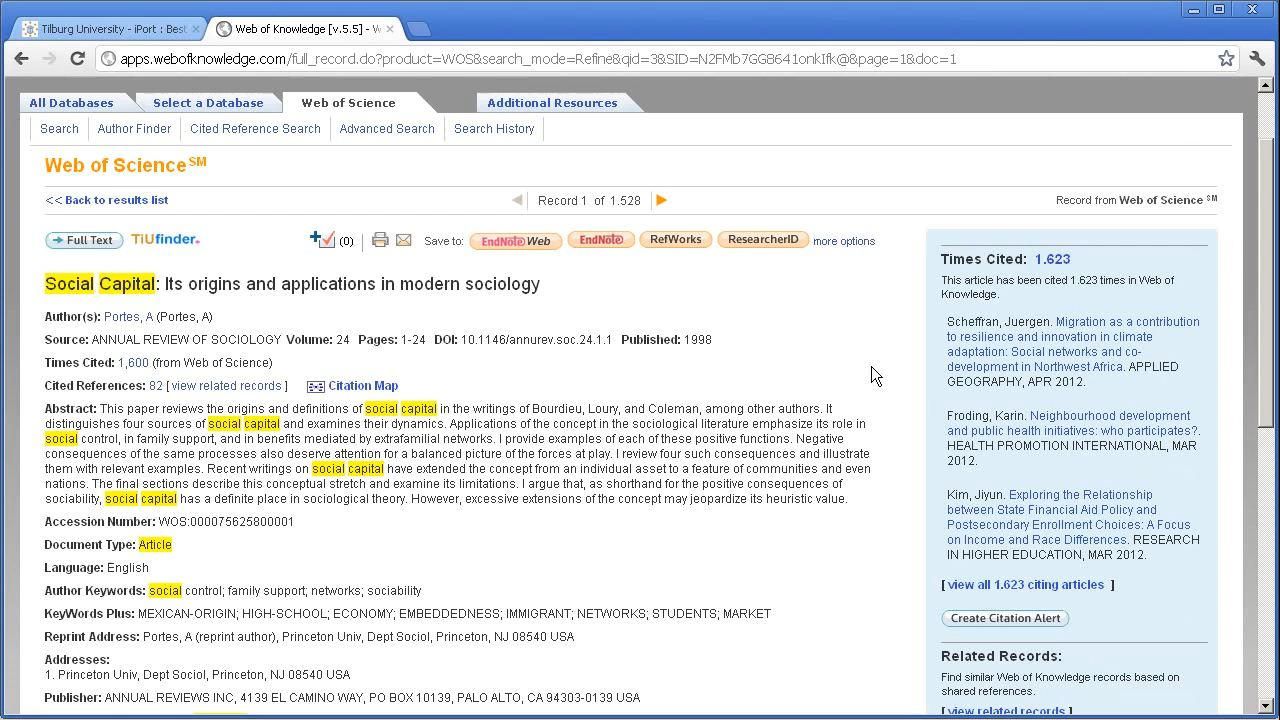 Tilburg University - iPort : Best
Web of Knowledge [v.5.5] - W
apps.webofknowledge.com/full_record.do?product=WOS&search_mode=Refine&qid=3&SID=N2FMb7GG8641onkIfk@&page=1&doc=1
All Databases Select a Database Web of Science Additional Resources
Search Author Finder Cited Reference Search Advanced Search Search History
Web of Science SM
<< Back to results list Record 1 of 1.528 Record from Web of Science SM
Full Text TiUfinder. (0) Save to: EndNote Web EndNote RefWorks ResearcherID more options
Social Capital: Its origins and applications in modern sociology
Author(s): Portes, A (Portes, A)
Source: ANNUAL REVIEW OF SOCIOLOGY Volume: 24 Pages: 1-24 DOI: 10.1146/annurev.soc.24.1.1 Published: 1998
Times Cited: 1,600 (from Web of Science)
Cited References: 82 [ view related records ] Citation Map
Abstract: This paper reviews the origins and definitions of social capital in the writings of Bourdieu, Loury, and Coleman, among other authors. It
distinguishes four sources of social capital and examines their dynamics. Applications of the concept in the sociological literature emphasize its role in
social control, in family support, and in benefits mediated by extrafamilial networks. I provide examples of each of these positive functions. Negative
consequences of the same processes also deserve attention for a balanced picture of the forces at play. I review four such consequences and illustrate
them with relevant examples. Recent writings on social capital have extended the concept from an individual asset to a feature of communities and even
nations. The final sections describe this conceptual stretch and examine its limitations. I argue that, as shorthand for the positive consequences of
sociability, social capital has a definite place in sociological theory. However, excessive extensions of the concept may jeopardize its heuristic value.
Accession Number: WOS:000075625800001
Document Type: Article
Language: English
Author Keywords: social control; family support; networks; sociability
KeyWords Plus: MEXICAN-ORIGIN; HIGH-SCHOOL; ECONOMY; EMBEDDEDNESS; IMMIGRANT; NETWORKS; STUDENTS; MARKET
Reprint Address: Portes, A (reprint author), Princeton Univ, Dept Sociol, Princeton, NJ 08540 USA
Addresses:
1. Princeton Univ, Dept Sociol, Princeton, NJ 08540 USA
Publisher: ANNUAL REVIEWS INC, 4139 EL CAMINO WAY, PO BOX 10139, PALO ALTO, CA 94303-0139 USA
Times Cited: 1.623
This article has been cited 1.623 times in Web of
Knowledge.
Scheffran, Juergen. Migration as a contribution
to resilience and innovation in climate
adaptation: Social networks and co-
development in Northwest Africa. APPLIED
GEOGRAPHY, APR 2012.
Froding, Karin. Neighbourhood development
and public health initiatives: who participates?.
HEALTH PROMOTION INTERNATIONAL, MAR
2012.
Kim, Jiyun. Exploring the Relationship
between State Financial Aid Policy and
Postsecondary Enrollment Choices: A Focus
on Income and Race Differences. RESEARCH
IN HIGHER EDUCATION, MAR 2012.
[ view all 1.623 citing articles ]
Create Citation Alert
Related Records:
Find similar Web of Knowledge records based on
shared references.
[ view related records ]